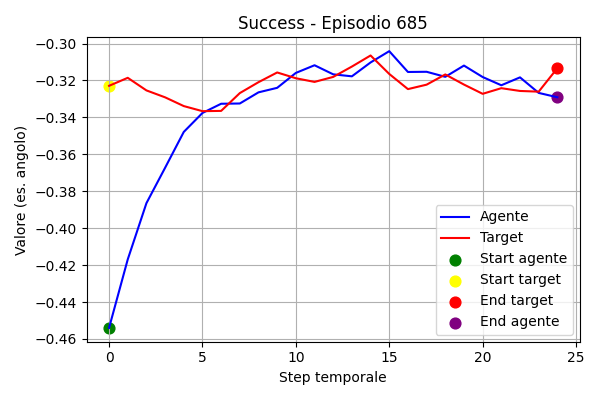 Success - Episodio 685
Valore (es. angolo)
−0.30
−0.32
−0.34
−0.36
−0.38
−0.40
−0.42
−0.44
−0.46
Agente
Target
Start agente
Start target
End target
End agente
0
5
10
15
20
25
Step temporale